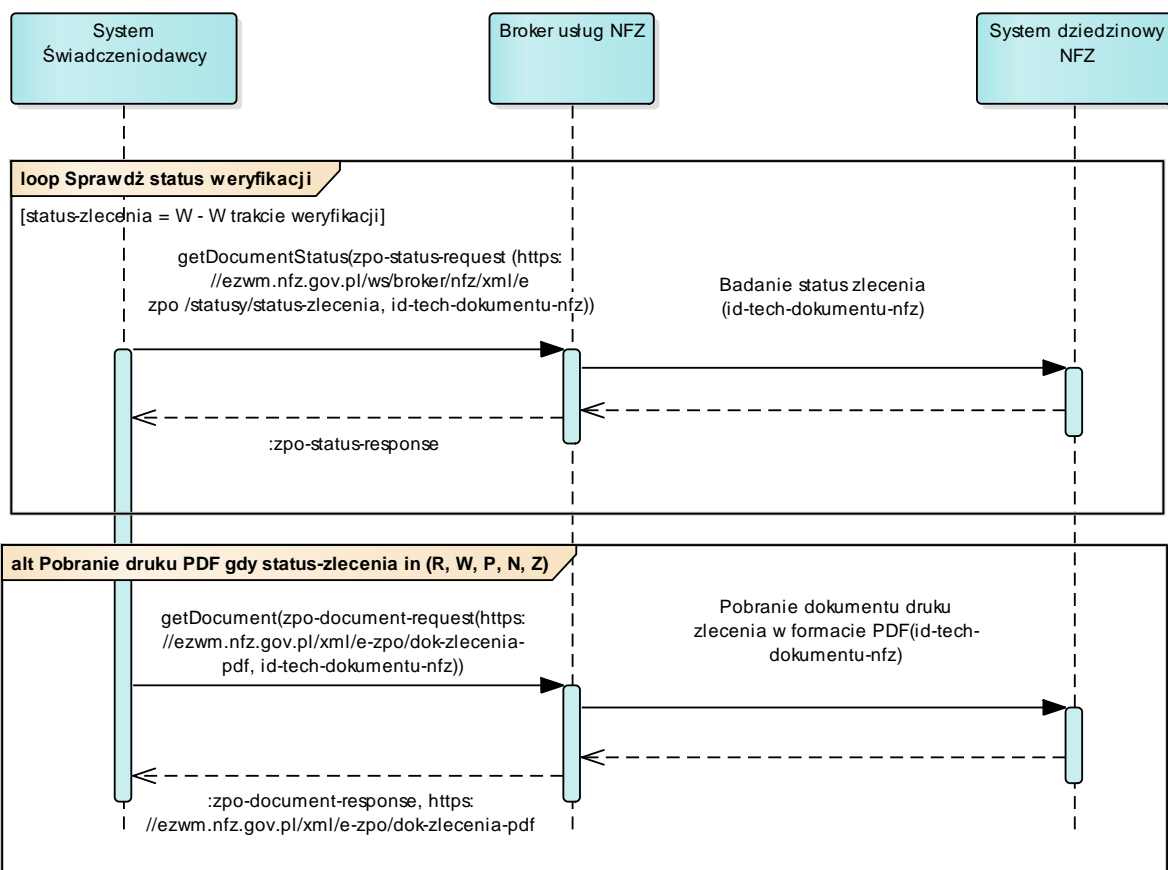 System
Świadczeniodawcy
Broker usług NFZ
System dziedzinowy
NFZ
loop Sprawdź status weryfikacji
[status-zlecenia = W - W trakcie weryfikacji]
getDocumentStatus(zpo-status-request (https:
//ezwm.nfz.gov.pl/ws/broker/nfz/xml/e
zpo /statusy/status-zlecenia, id-tech-dokumentu-nfz))
Badanie status zlecenia
(id-tech-dokumentu-nfz)
:zpo-status-response
alt Pobranie druku PDF gdy status-zlecenia in (R, W, P, N, Z)
getDocument(zpo-document-request(https:
//ezwm.nfz.gov.pl/xml/e-zpo/dok-zlecenia-
pdf, id-tech-dokumentu-nfz))
Pobranie dokumentu druku
zlecenia w formacie PDF(id-tech-
dokumentu-nfz)
:zpo-document-response, https:
//ezwm.nfz.gov.pl/xml/e-zpo/dok-zlecenia-pdf